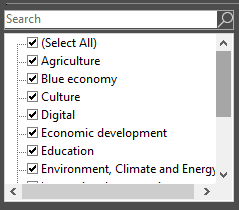 Search
(Select All)
Agriculture
Blue economy
Culture
Digital
Economic development
Education
Environment, Climate and Energy